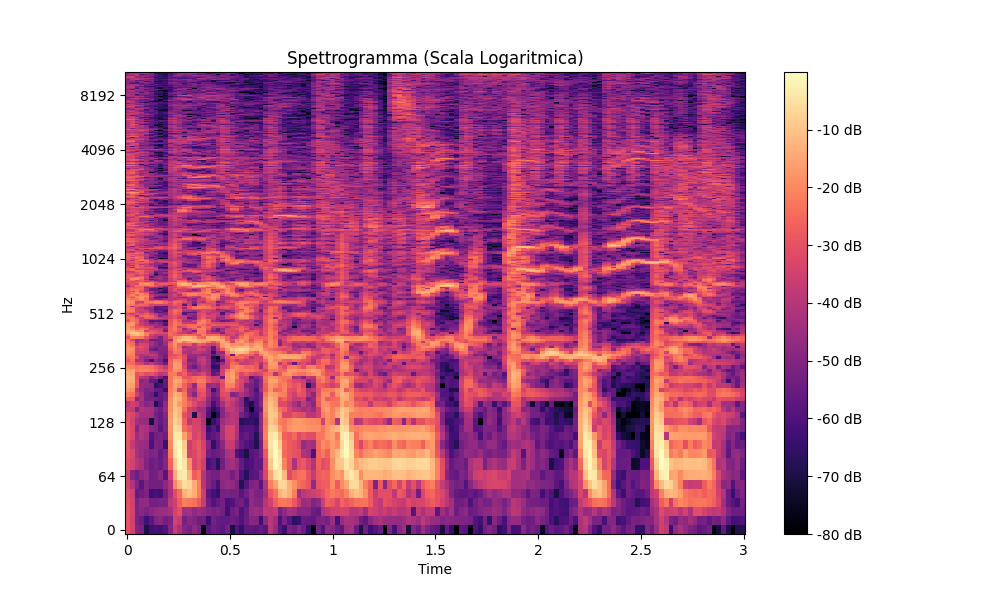 Spettrogramma (Scala Logaritmica)
8192
4096
2048
1024
512
256
128
64
0
Hz
0
0.5
1
1.5
2
2.5
3
Time
-10 dB
-20 dB
-30 dB
-40 dB
-50 dB
-60 dB
-70 dB
-80 dB